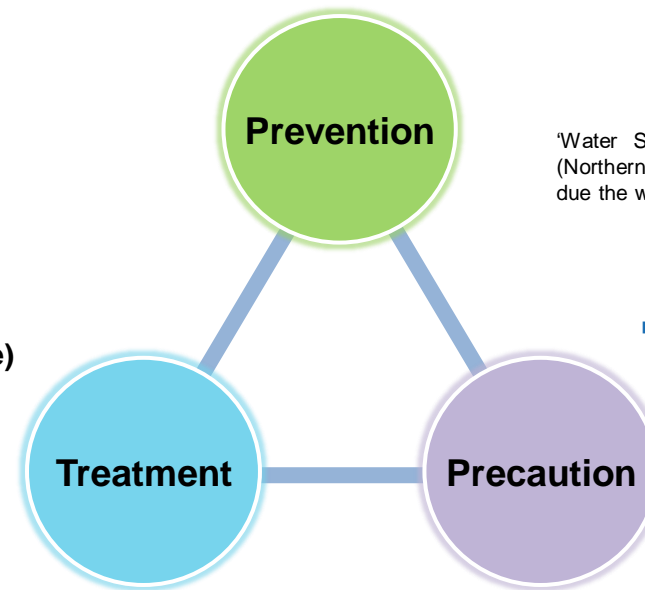 Prevention
‘Water S
(Northern
due the w
e)
Treatment
Precaution